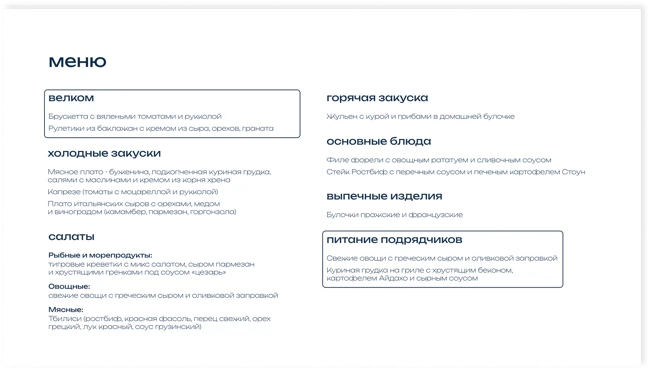 меню
велком
Брускетта с вялеными томатами и рукколой
Рулетики из баклажан с кремом из сыра, орехов, граната
холодные закуски
Мясное плато - буженина, подкопченная куриная грудка,
салями с маслинами и кремом из корня хрена
Капрезе (томаты с моцареллой и рукколой)
Плато итальянских сыров с орехами, медом
и виноградом (камамбер, пармезан, горгонзола)
салаты
Рыбные и морепродукты:
тигровые креветки с микс салатом, сыром пармезан
и хрустящими гренками под соусом «цезарь»
Овощные:
свежие овощи с греческим сыром и оливковой заправкой
Мясные:
Тбилиси (ростбиф, красная фасоль, перец свежий, орех
грецкий, лук красный, соус грузинский)
горячая закуска
Жульен с курой и грибами в домашней булочке
основные блюда
Филе форели с овощным рататуем и сливочным соусом
Стейк Ростбиф с перечным соусом и печеным картофелем Стоун
выпечные изделия
Булочки пражские и французские
питание подрядчиков
Свежие овощи с греческим сыром и оливковой заправкой
Куриная грудка на гриле с хрустящим беконом,
картофелем Айдахо и сырным соусом